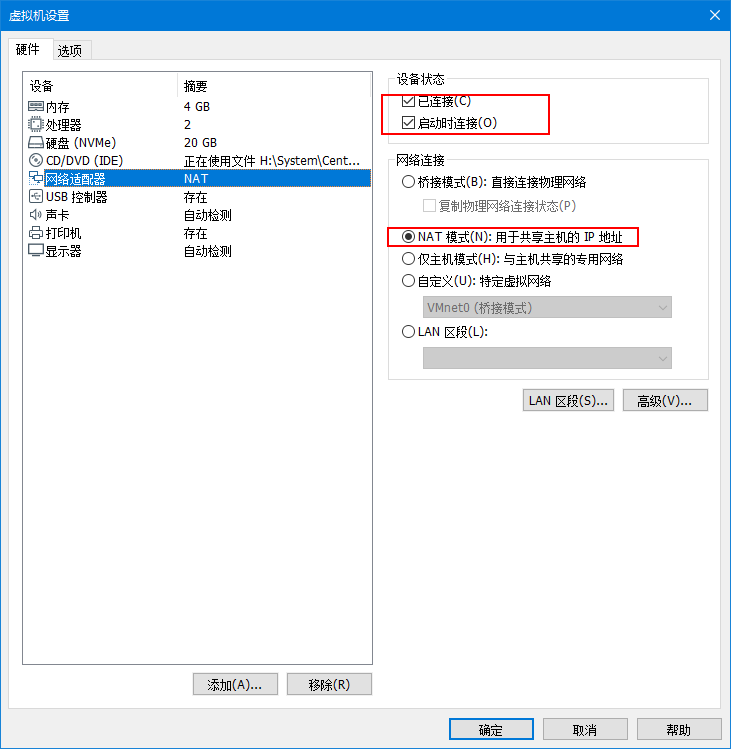 虚拟机设置
硬件 选项
设备 摘要
内存 4 GB
处理器 2
硬盘 (NVMe) 20 GB
CD/DVD (IDE) 正在使用文件 H:\System\Cent...
网络适配器 NAT
USB 控制器 存在
声卡 自动检测
打印机 存在
显示器 自动检测
添加(A)... 移除(R)
设备状态
已连接(C)
启动时连接(O)
网络连接
桥接模式(B): 直接连接物理网络
复制物理网络连接状态(P)
NAT 模式(N): 用于共享主机的 IP 地址
仅主机模式(H): 与主机共享的专用网络
自定义(U): 特定虚拟网络
VMnet0 (桥接模式)
LAN 区段(L):
LAN 区段(S)... 高级(V)...
确定 取消 帮助